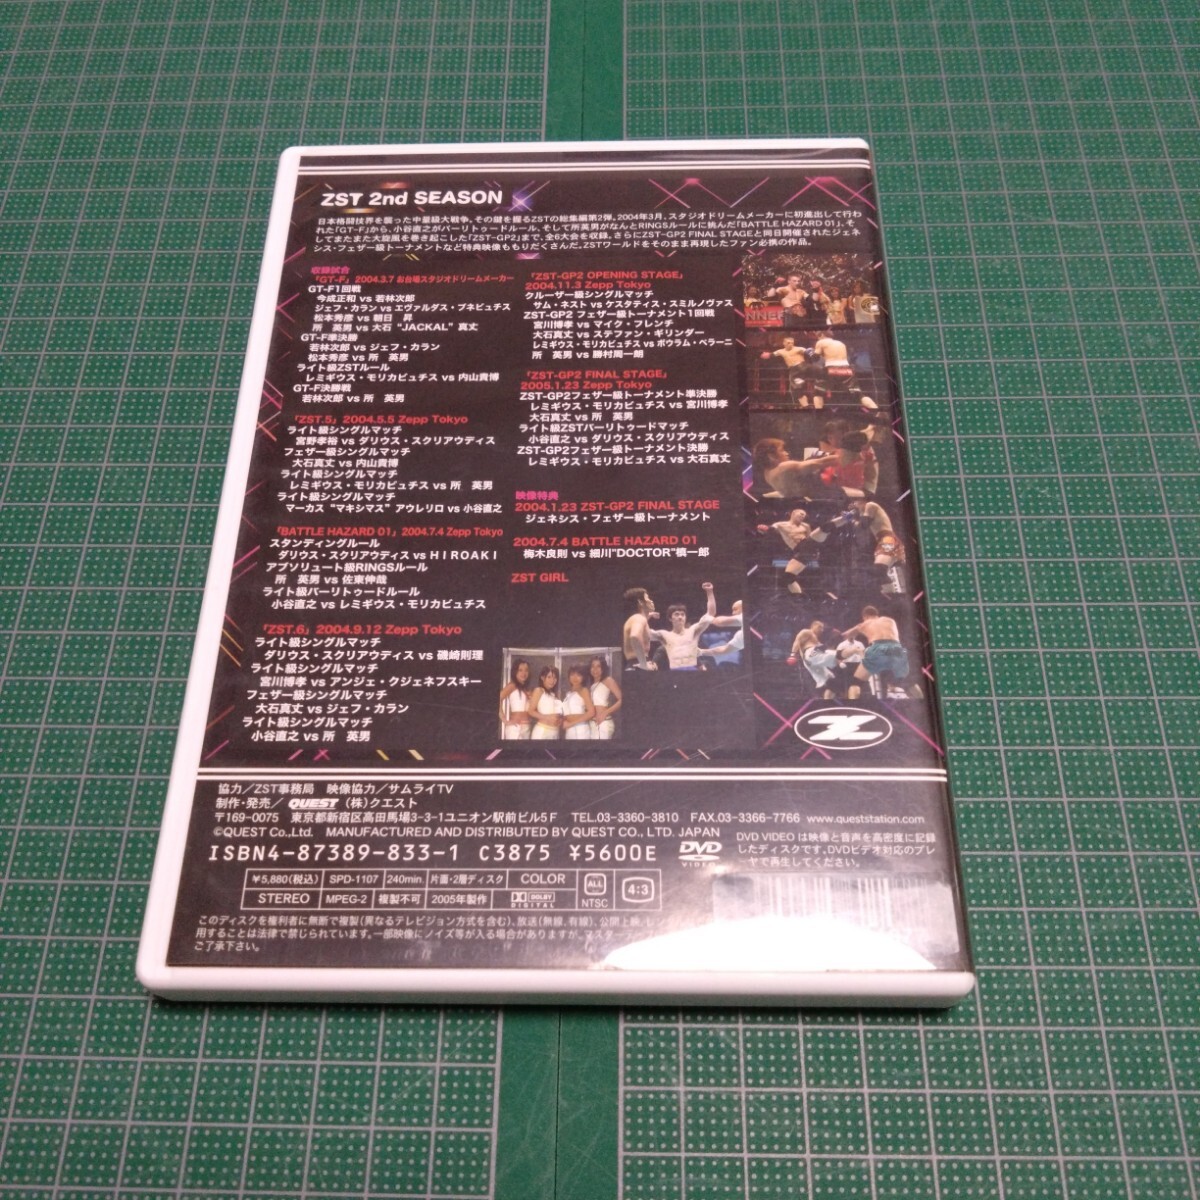 ZST 2nd SEASON
日本格闘技界を襲った中量級大戦争。その鍵を握るZSTの総集編第2弾。2004年3月、スタジオドリームメーカーに初進出して行わ
れた「GT-F」から、小谷直之がバーリトゥードルール、そして所英男がなんとRINGSルールに挑んだ「BATTLE HAZARD 01」、そ
してまたまた大旋風を巻き起こした「ZST-GP2」まで、全6大会を収録。さらにZST-GP2 FINAL STAGEと同日開催されたジェネ
シス・フェザー級トーナメントなど特典映像ももりだくさんだ。ZSTワールドをそのまま再現したファン必携の作品。
収録試合
「GT-F」2004.3.7 お台場スタジオドリームメーカー
GT-F1回戦
今成正和 vs 若林次郎
ジェフ・カラン vs エヴァルダス・ブネビュチス
松本秀彦 vs 朝日 昇
所 英男 vs 大石 "JACKAL" 真丈
GT-F準決勝
若林次郎 vs ジェフ・カラン
松本秀彦 vs 所 英男
ライト級ZSTルール
レミギウス・モリカビュチス vs 内山貴博
GT-F決勝戦
若林次郎 vs 所 英男
「ZST.5」2004.5.5 Zepp Tokyo
ライト級シングルマッチ
宮野孝裕 vs ダリウス・スクリアウディス
フェザー級シングルマッチ
大石真丈 vs 内山貴博
ライト級シングルマッチ
レミギウス・モリカビュチス vs 所 英男
ライト級シングルマッチ
マーカス "マキシマス" アウレリロ vs 小谷直之
「BATTLE HAZARD 01」2004.7.4 Zepp Tokyo
スタンディングルール
ダリウス・スクリアウディス vs HIROAKI
アブソリュート級RINGSルール
所 英男 vs 佐東伸哉
ライト級バーリトゥードルール
小谷直之 vs レミギウス・モリカビュチス
「ZST.6」2004.9.12 Zepp Tokyo
ライト級シングルマッチ
ダリウス・スクリアウディス vs 磯崎則理
ライト級シングルマッチ
宮川博孝 vs アンジェ・クジェネフスキー
フェザー級シングルマッチ
大石真丈 vs ジェフ・カラン
ライト級シングルマッチ
小谷直之 vs 所 英男
「ZST-GP2 OPENING STAGE」
2004.11.3 Zepp Tokyo
クルーザー級シングルマッチ
サム・ネスト vs ケスタティス・スミルノヴァス
ZST-GP2 フェザー級トーナメント1回戦
宮川博孝 vs マイク・フレンチ
大石真丈 vs ステファン・ギリンダー
レミギウス・モリカビュチス vs ボウラム・ベラーニ
所 英男 vs 勝村周一朗
「ZST-GP2 FINAL STAGE」
2005.1.23 Zepp Tokyo
ZST-GP2フェザー級トーナメント準決勝
レミギウス・モリカビュチス vs 宮川博孝
大石真丈 vs 所 英男
ライト級ZSTバーリトゥードマッチ
小谷直之 vs ダリウス・スクリアウディス
ZST-GP2フェザー級トーナメント決勝
レミギウス・モリカビュチス vs 大石真丈
映像特典
2004.1.23 ZST-GP2 FINAL STAGE
ジェネシス・フェザー級トーナメント
2004.7.4 BATTLE HAZARD 01
梅木良則 vs 細川"DOCTOR"慎一郎
ZST GIRL
協力／ZST事務局 映像協力／サムライTV
制作・発売／ QUEST (株)クエスト
〒169-0075 東京都新宿区高田馬場3-3-1ユニオン駅前ビル5F TEL.03-3360-3810 FAX.03-3366-7766 www.queststation.com
©QUEST Co.,Ltd. MANUFACTURED AND DISTRIBUTED BY QUEST CO., LTD. JAPAN
ISBN4-87389-833-1 C3875 ¥5600E
DVD VIDEO
DVD VIDEO は映像と音声を高密度に記録
したディスクです。DVDビデオ対応のプレ
ヤで再生してください。
¥5,880(税込) SPD-1107 240min. 片面・2層ディスク COLOR ALL NTSC 4:3
STEREO MPEG-2 複製不可 2005年製作 DOLBY DIGITAL
このディスクを権利者に無断で複製(異なるテレビジョン方式を含む)、放送(無線、有線)、公開上映、レンタル
用することは法律で禁じられています。一部映像にノイズ等が入る場合がありますが、マスターテープ
ご了承下さい。